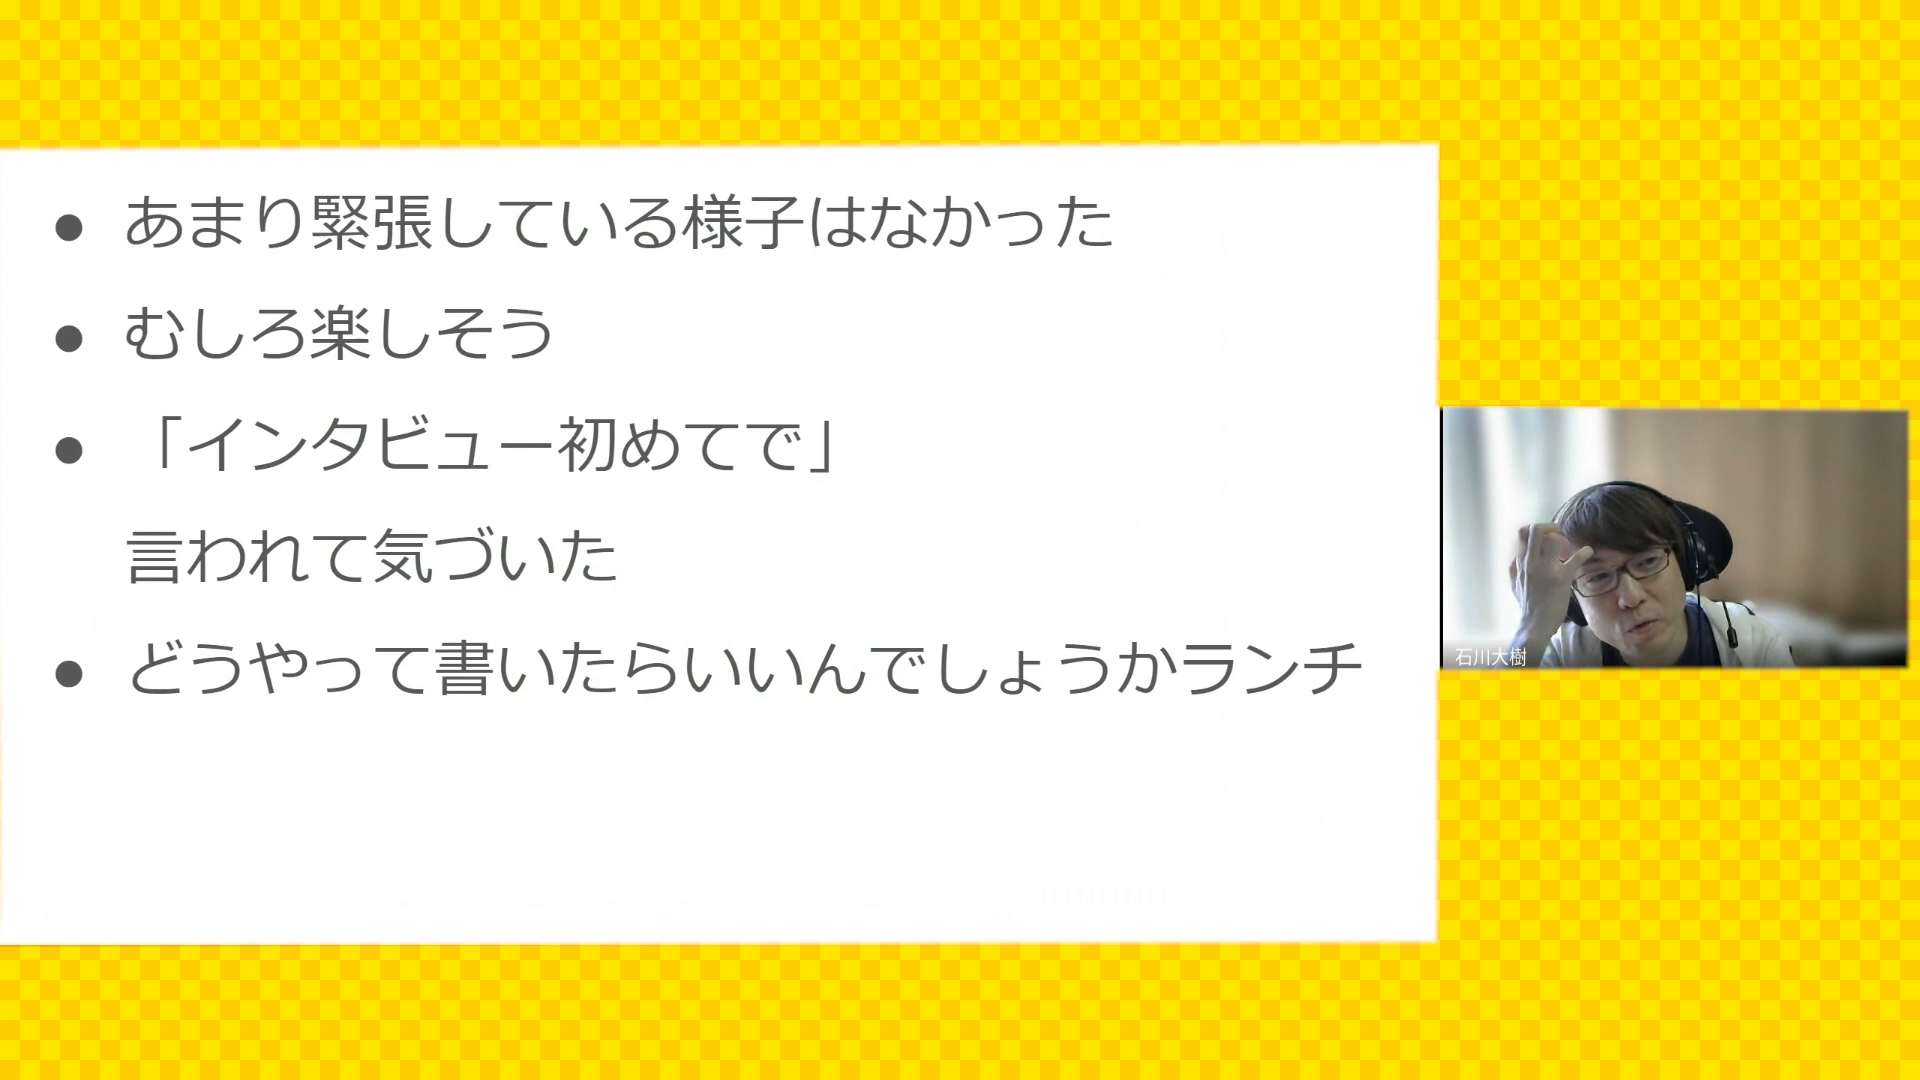 ● あまり緊張している様子はなかった
● むしろ楽しそう
● 「インタビュー初めてで」
言われて気づいた
● どうやって書いたらいいんでしょうかランチ
石川大樹